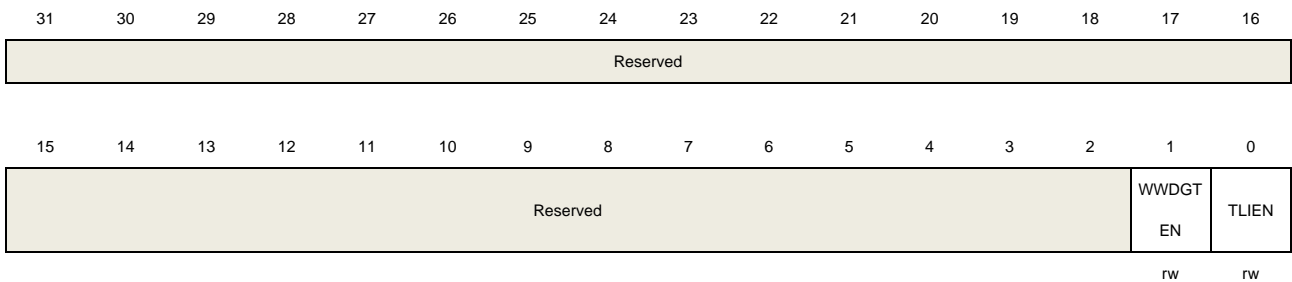 31 30 29 28 27 26 25 24 23 22 21 20 19 18 17 16
Reserved
15 14 13 12 11 10 9 8 7 6 5 4 3 2 1 0
Reserved
WWDGT
EN
TLIEN
rw rw